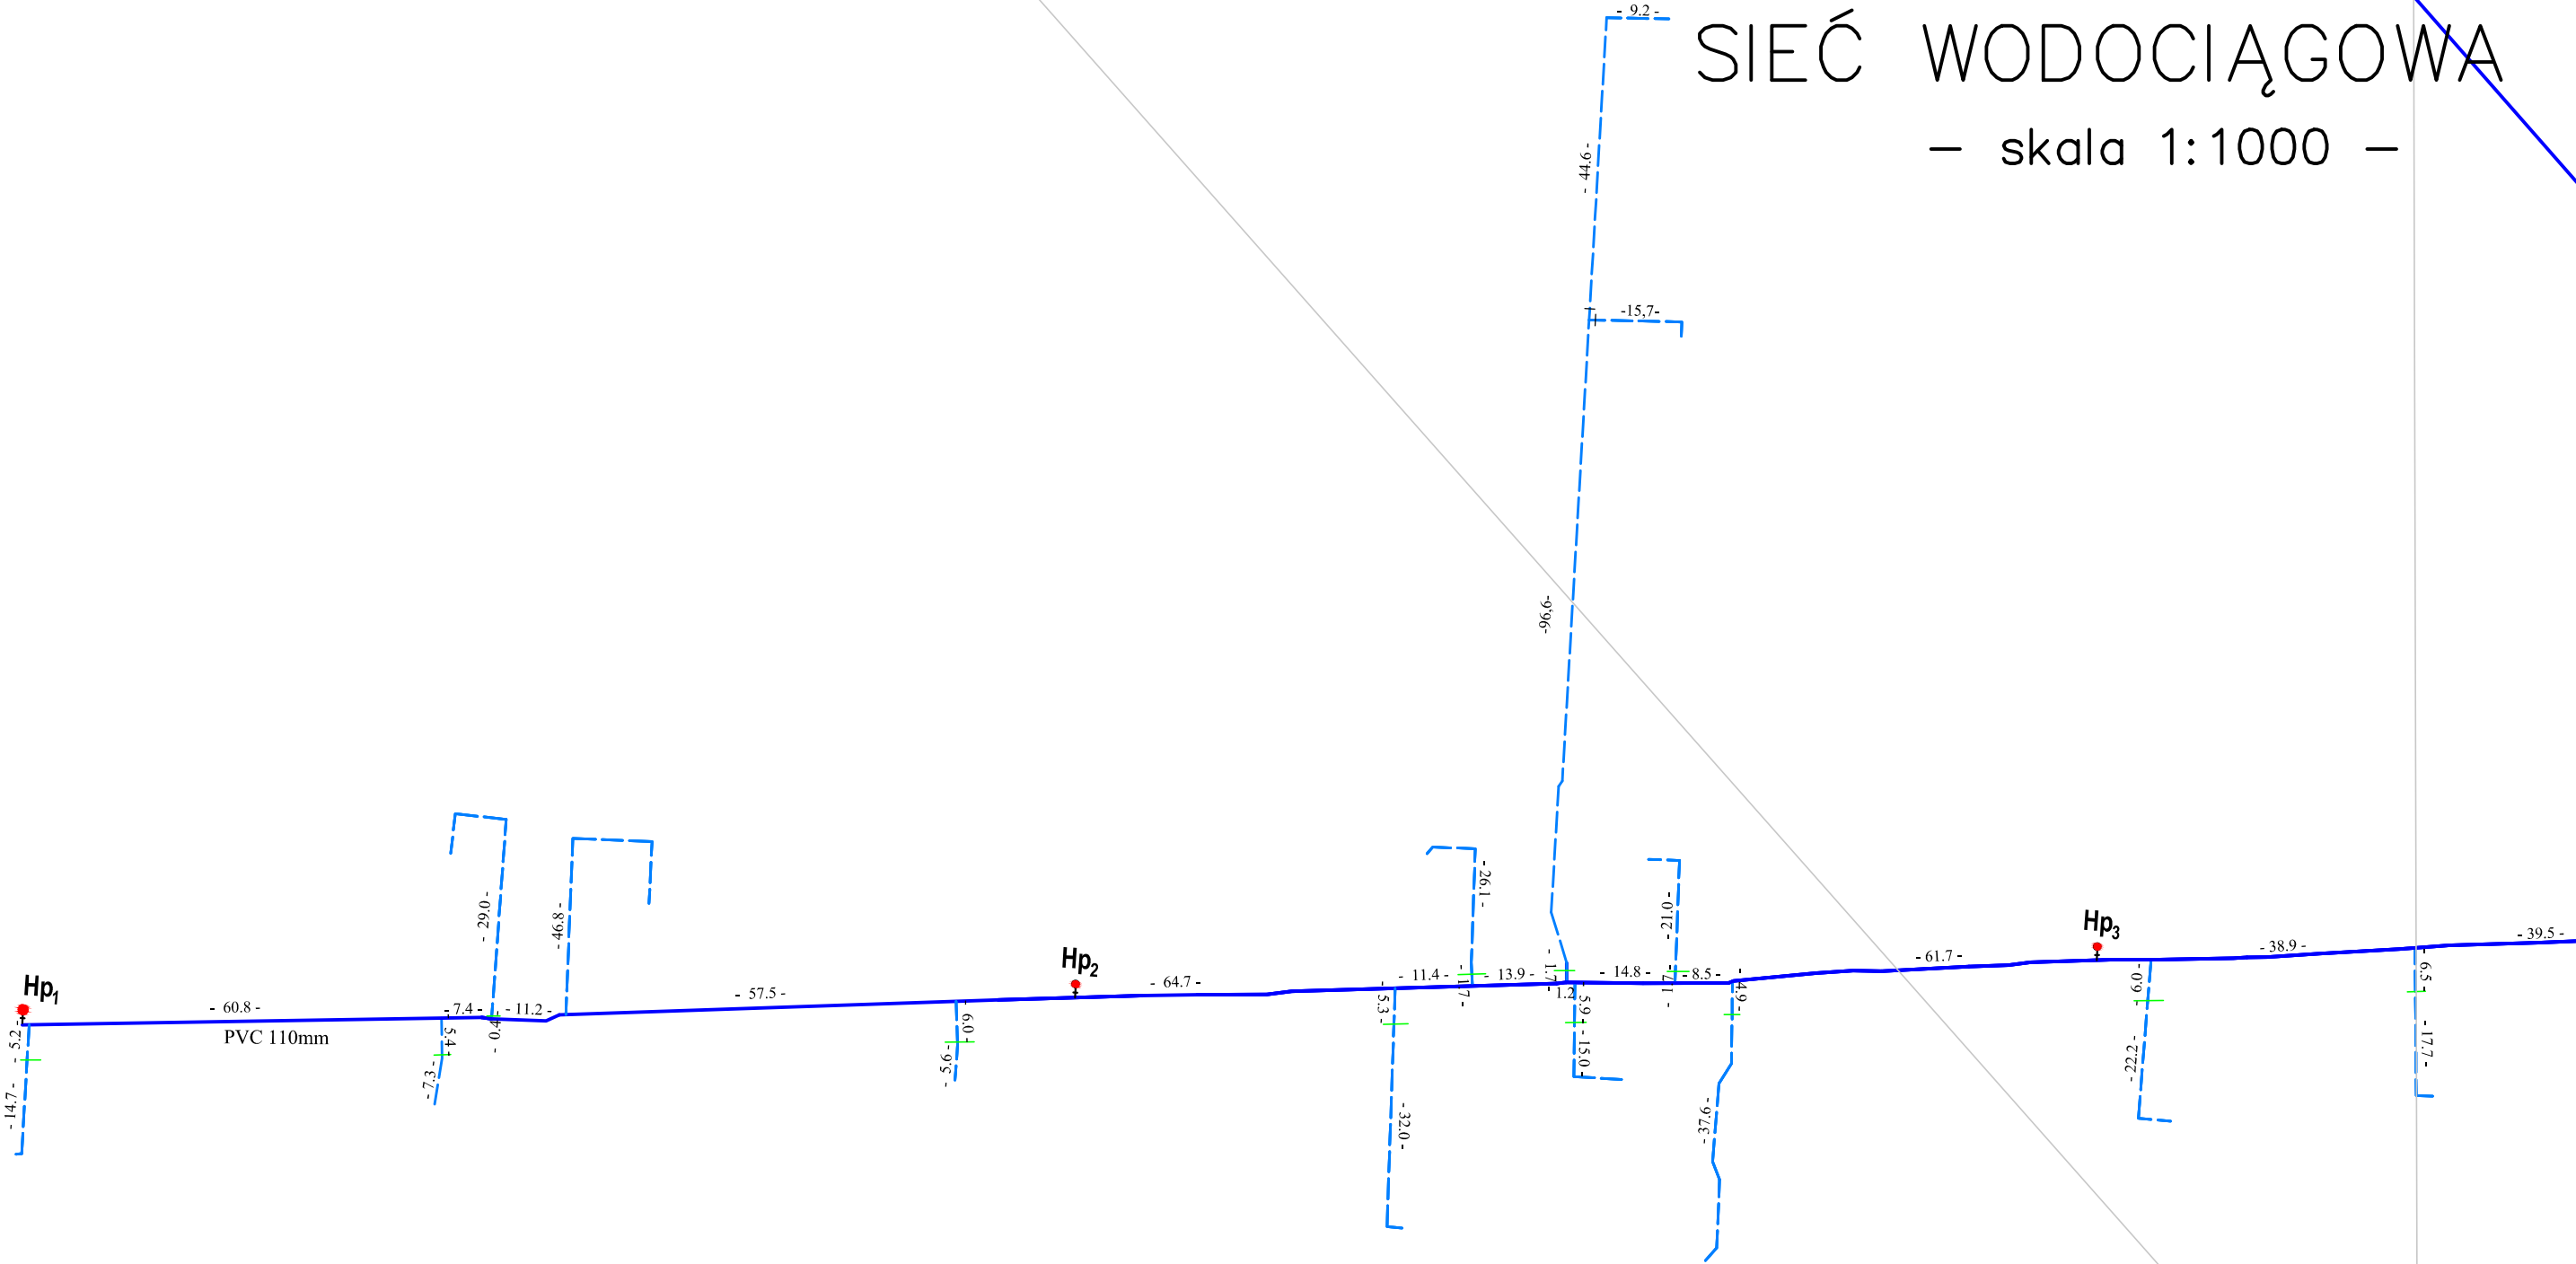 - 9.2 -
SIEĆ WODOCIĄGOWA
- skala 1:1000 -
- 44.6 -
-15,7-
-96,6-
- 29.0 -
- 46.8 -
- 26.1 -
- 21.0 -
Hp1
Hp2
Hp3
- 60.8 -
PVC 110mm
- 7.4 -
- 11.2 -
- 57.5 -
- 64.7 -
- 11.4 -
- 1.7 -
- 13.9 -
- 1.7 -
1.2
- 14.8 -
- 7.1 -
- 8.5 -
- 61.7 -
- 38.9 -
- 39.5 -
- 5.2 -
- 14.7 -
- 5.4 -
- 7.3 -
- 0.4 -
- 6.0 -
- 5.6 -
- 5.3 -
- 32.0 -
- 5.9 -
- 15.0 -
- 4.9 -
- 37.6 -
- 6.0 -
- 22.2 -
- 6.5 -
- 17.7 -